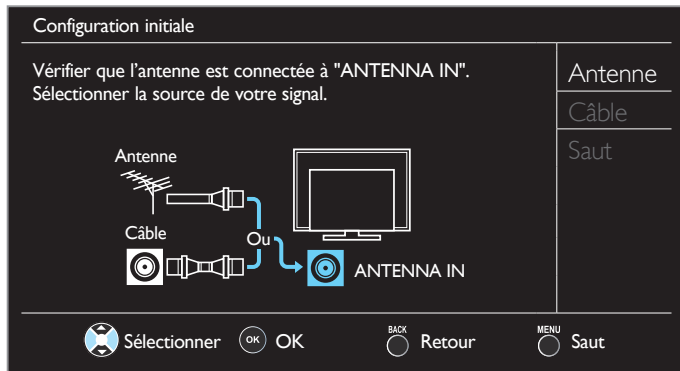 Configuration initiale
Vérifier que l'antenne est connectée à "ANTENNA IN".
Sélectionner la source de votre signal.
Antenne
Câble
Saut
Antenne
Câble
Ou
ANTENNA IN
Sélectionner
OK
OK
BACK
Retour
MENU
Saut